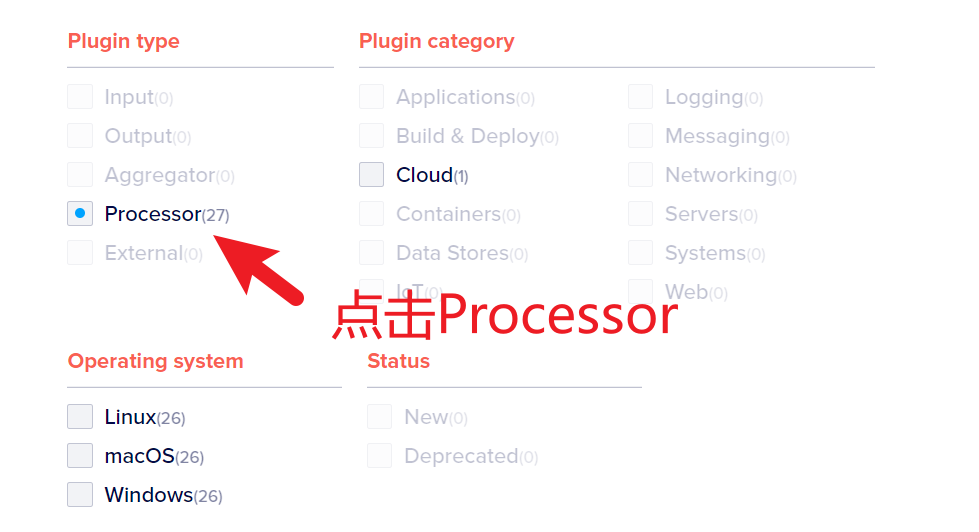 Plugin type
Input(0)
Output(0)
Aggregator(0)
Processor(27)
External(0)
Plugin category
Applications(0)
Build & Deploy(0)
Cloud(1)
Containers(0)
Data Stores(0)
IoT(0)
Logging(0)
Messaging(0)
Networking(0)
Servers(0)
Systems(0)
Web(0)
点击Processor
Operating system
Linux(26)
macOS(26)
Windows(26)
Status
New(0)
Deprecated(0)